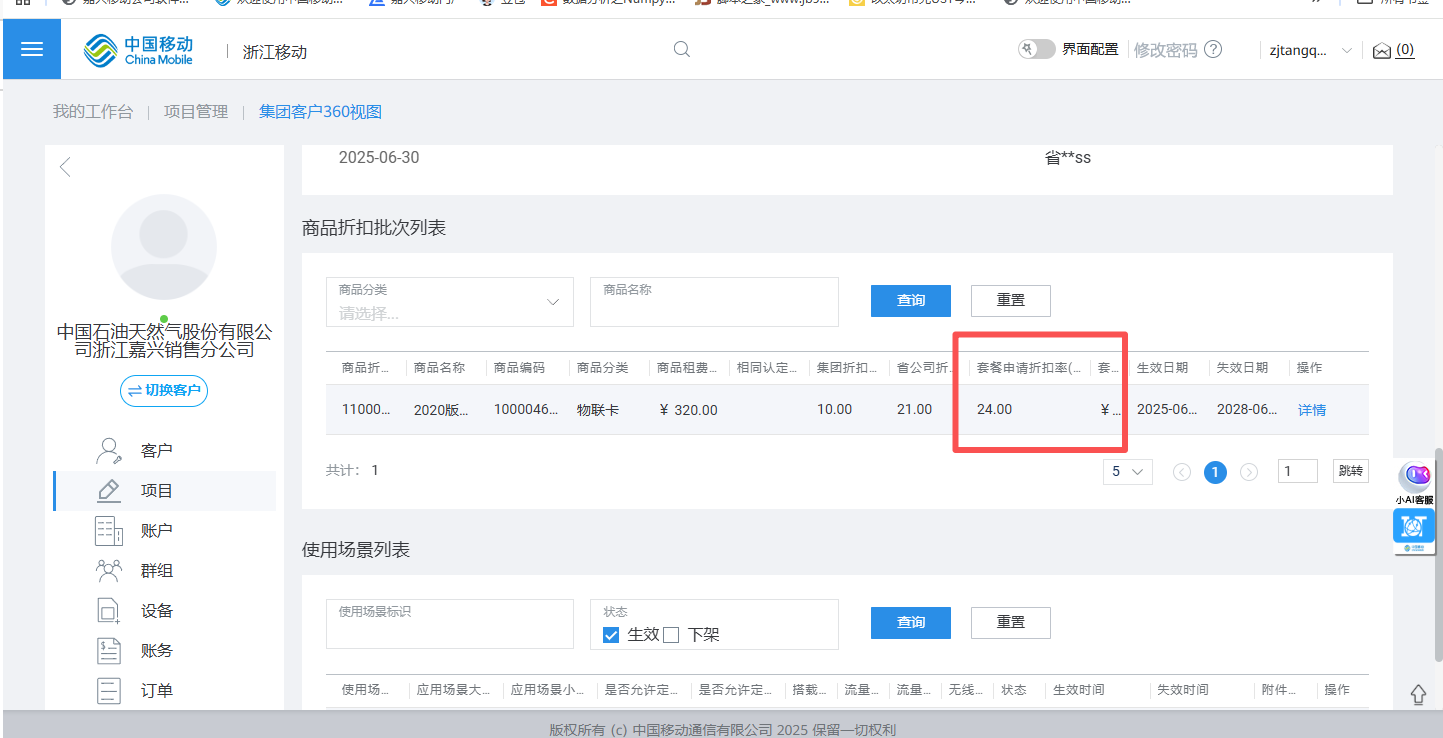 中国移动
China Mobile
浙江移动
界面配置
修改密码
zjtangq...
(0)
我的工作台
项目管理
集团客户360视图
2025-06-30
省**ss
中国石油天然气股份有限公
司浙江嘉兴销售分公司
切换客户
客户
项目
账户
群组
设备
账务
订单
商品折扣批次列表
商品分类
请选择...
商品名称
查询
重置
商品折... 商品名称 商品编码 商品分类 商品租费... 相同认定... 集团折扣... 省公司折... 套餐申请折扣率(... 套... 生效日期 失效日期 操作
11000... 2020版... 1000046... 物联卡 ¥ 320.00 10.00 21.00 24.00 ¥... 2025-06... 2028-06... 详情
共计： 1
5
1
1
跳转
小AI客服
使用场景列表
使用场景标识
状态
生效 下架
查询
重置
使用场... 应用场景大... 应用场景小... 是否允许定... 是否允许定... 搭载... 流量... 流量... 无线... 状态 生效时间 失效时间 附件... 操作
版权所有 (c) 中国移动通信有限公司 2025 保留一切权利